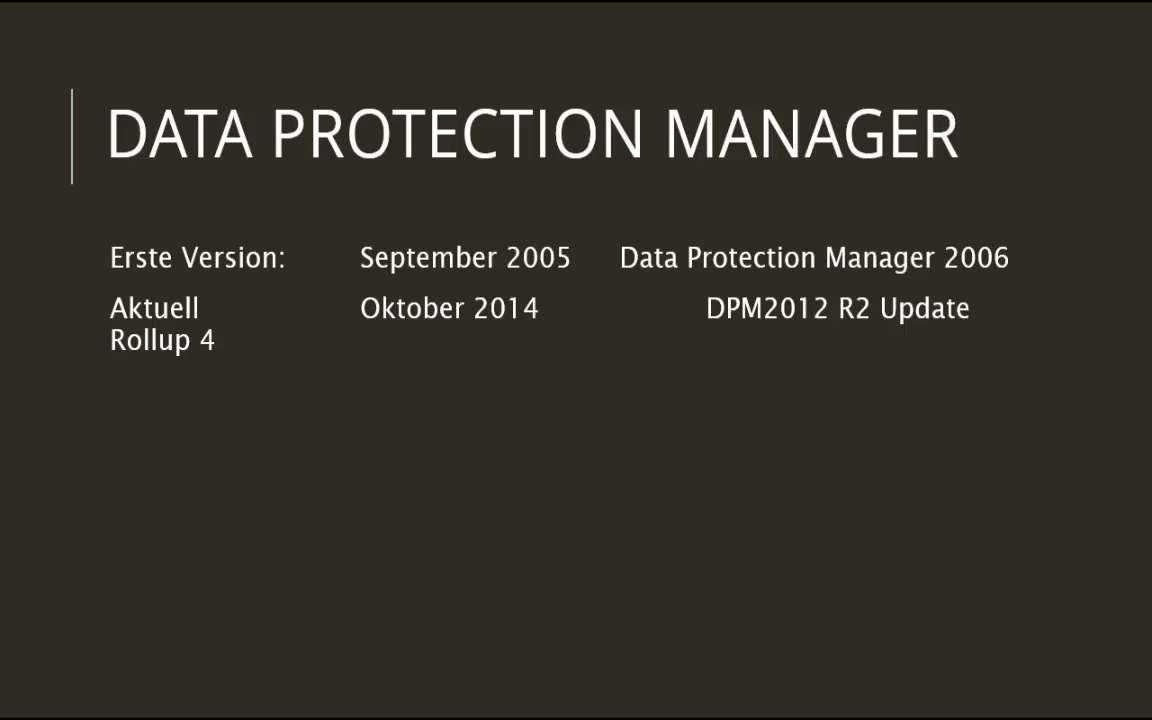 DATA PROTECTION MANAGER
Erste Version: September 2005 Data Protection Manager 2006
Aktuell Oktober 2014 DPM2012 R2 Update
Rollup 4